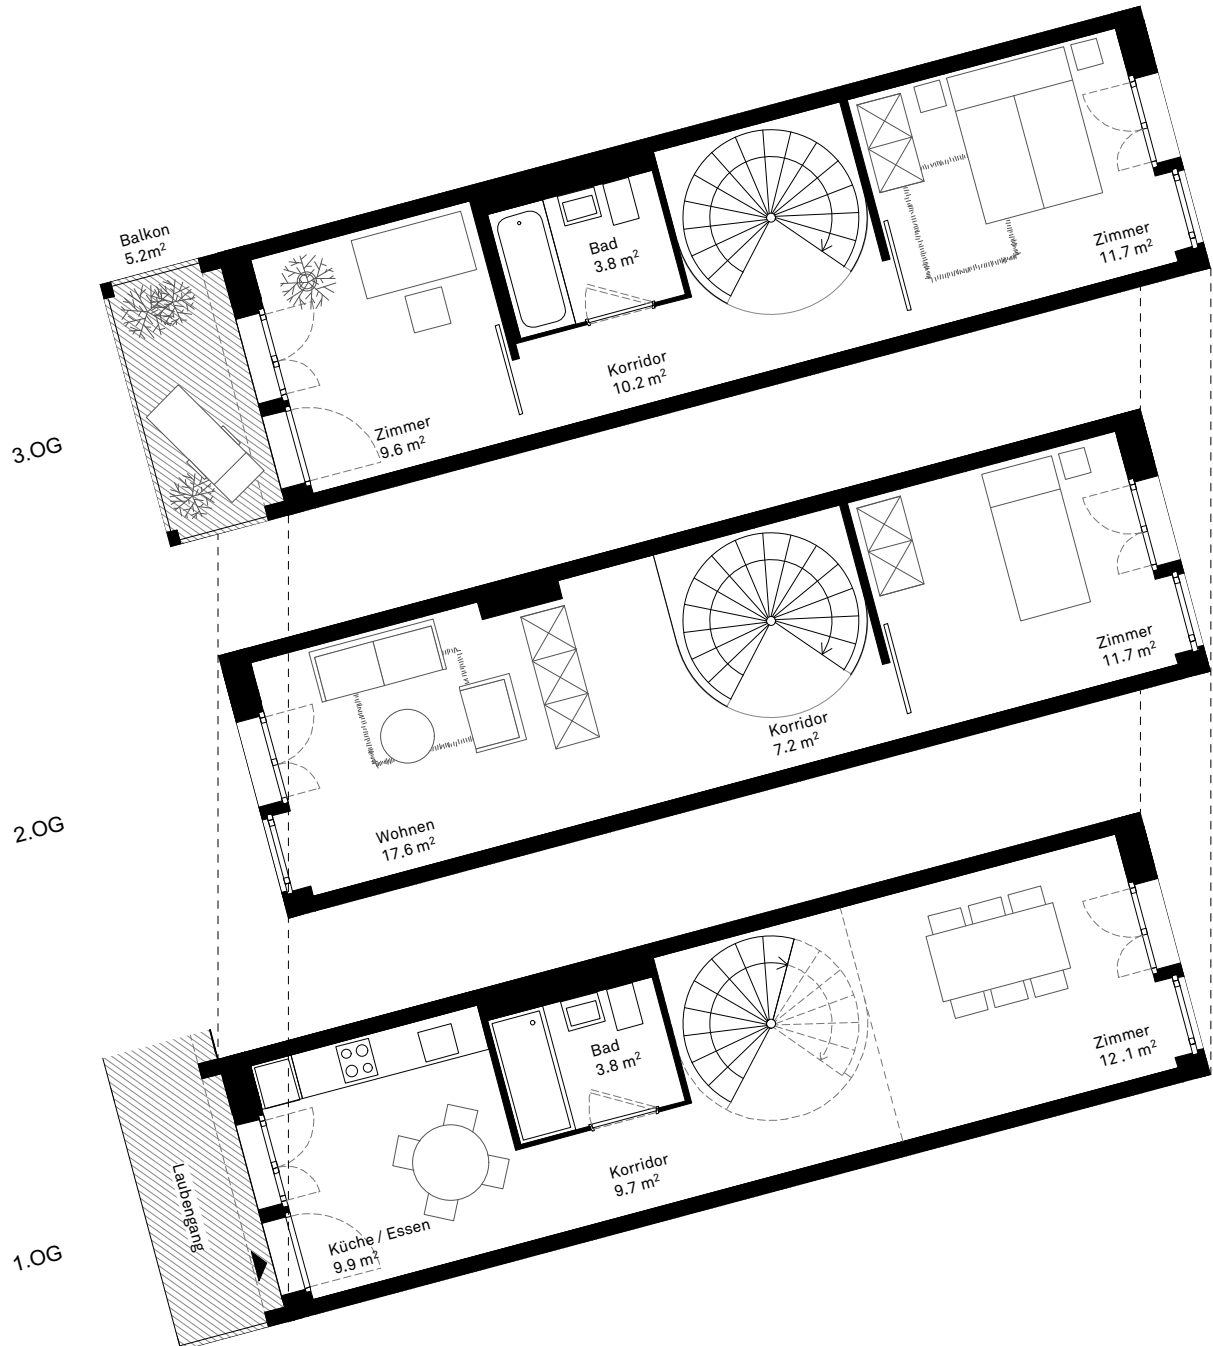 Balkon
5.2m²
Bad
3.8 m²
Zimmer
11.7 m²
Korridor
10.2 m²
Zimmer
9.6 m²
3.OG
Zimmer
11.7 m²
Korridor
7.2 m²
Wohnen
17.6 m²
2.OG
Bad
3.8 m²
Zimmer
12 .1 m²
Korridor
9.7 m²
Laubengang
Küche / Essen
9.9 m²
1.OG